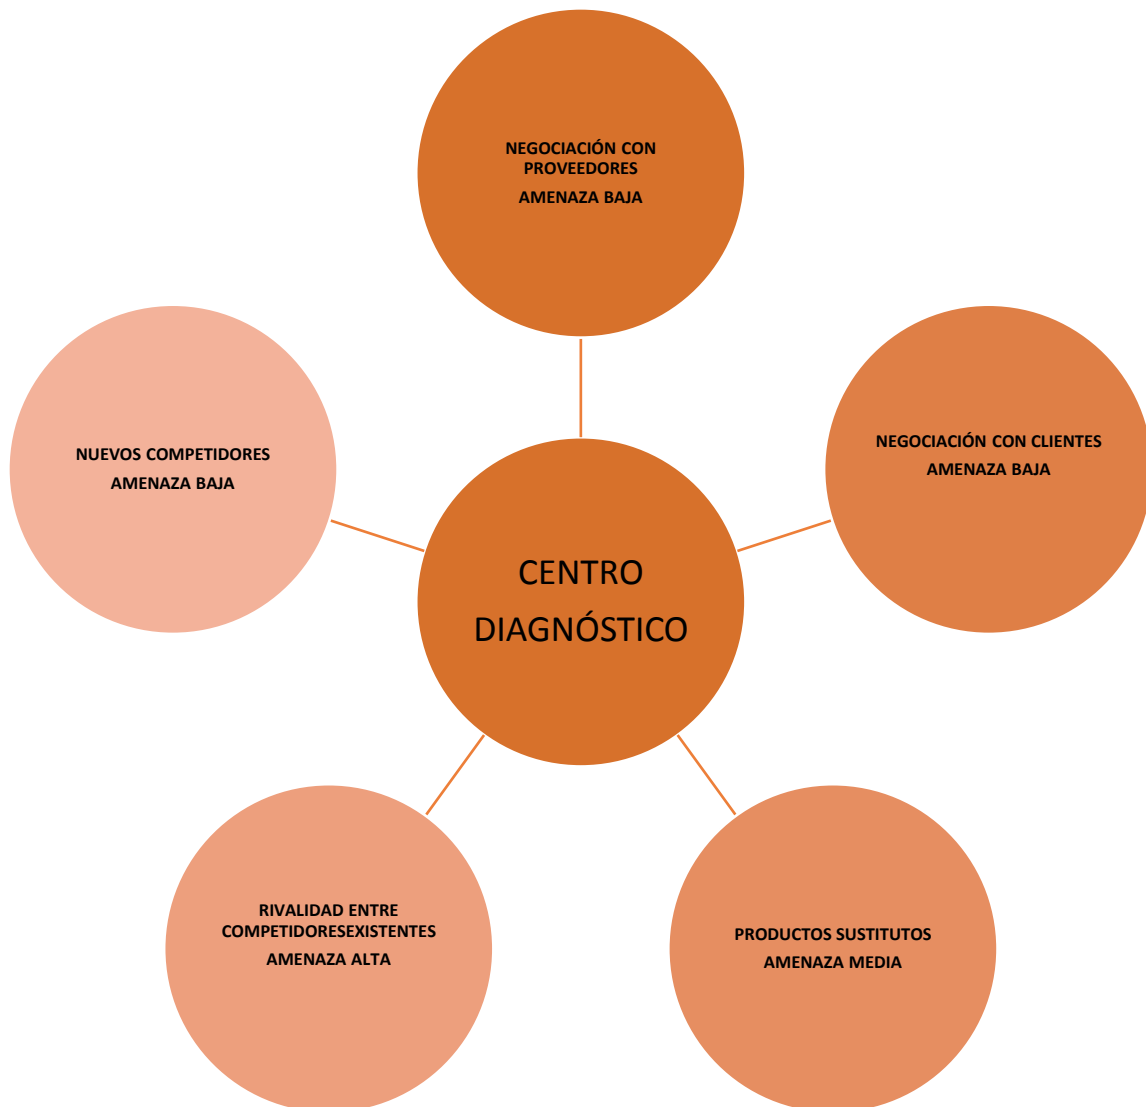 NEGOCIACIÓN CON
PROVEEDORES
AMENAZA BAJA
NUEVOS COMPETIDORES
AMENAZA BAJA
NEGOCIACIÓN CON CLIENTES
AMENAZA BAJA
CENTRO
DIAGNÓSTICO
RIVALIDAD ENTRE
COMPETIDORESEXISTENTES
AMENAZA ALTA
PRODUCTOS SUSTITUTOS
AMENAZA MEDIA